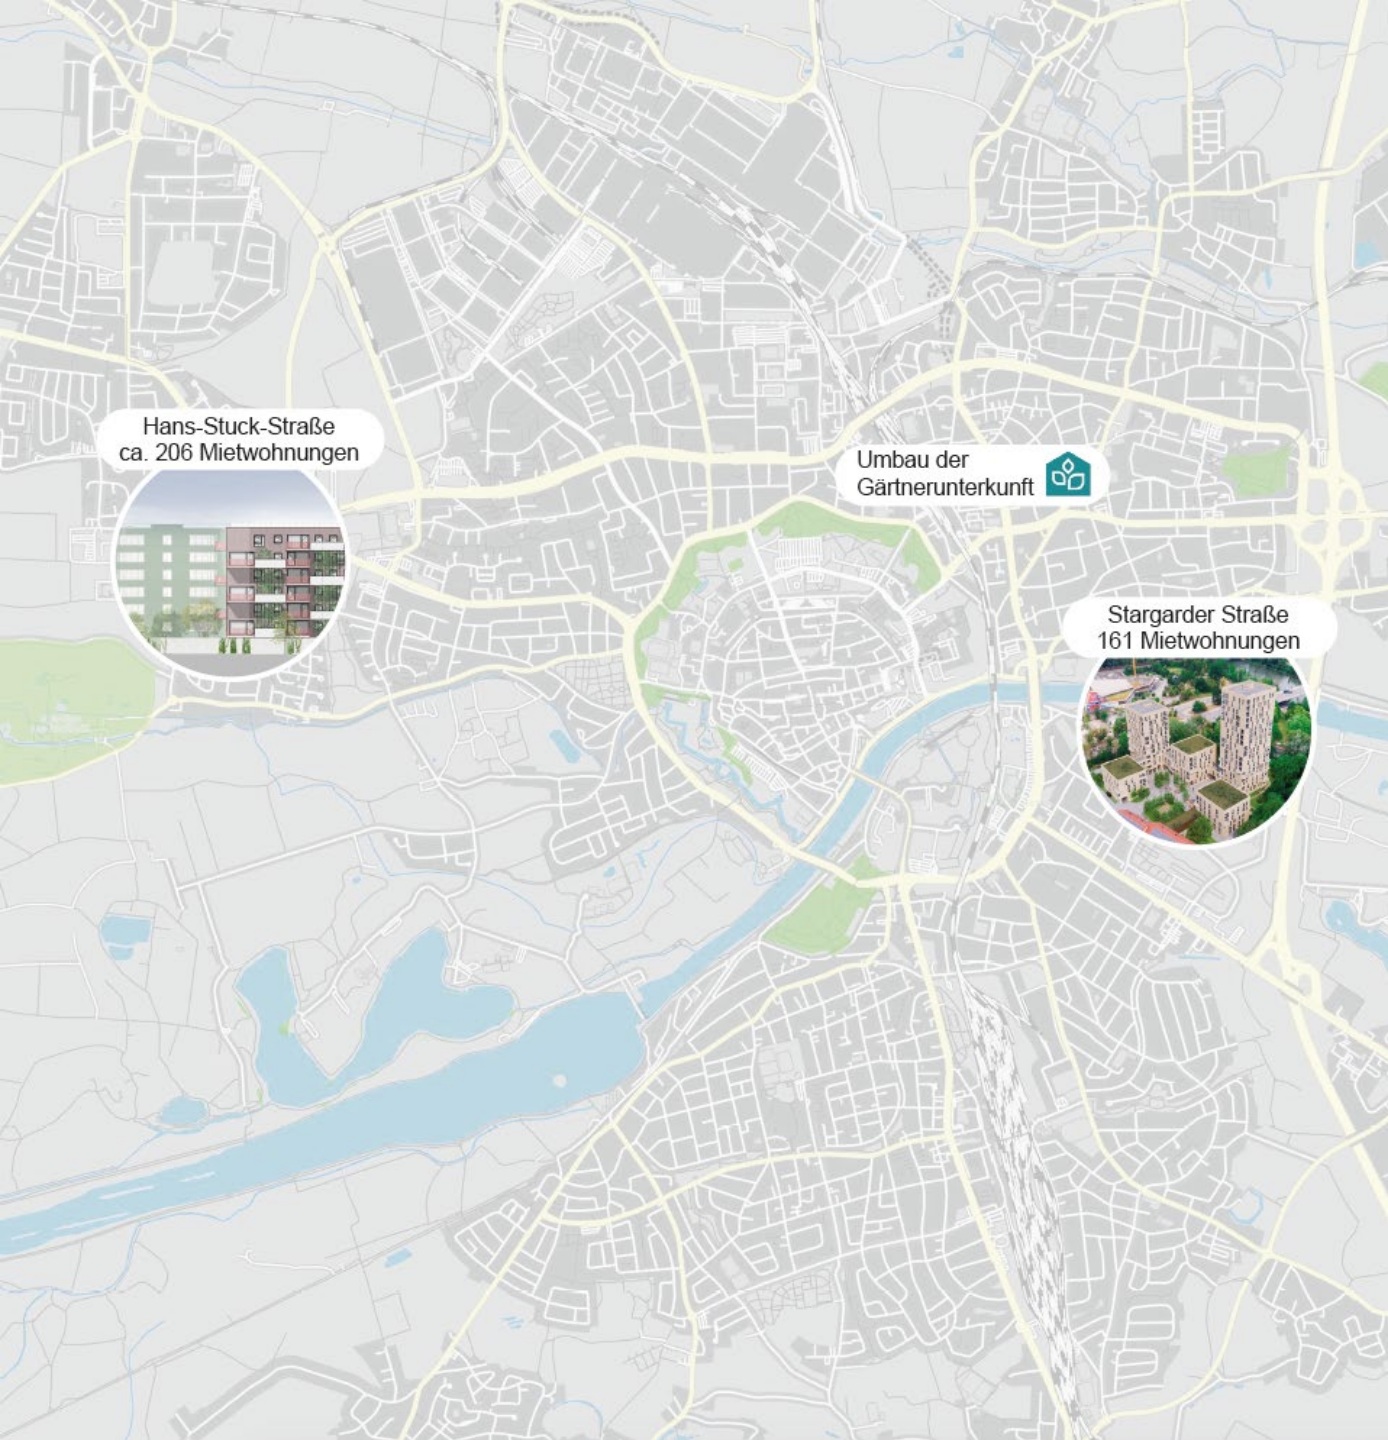 Hans-Stuck-Straße
ca. 206 Mietwohnungen
Umbau der
Gärtnerunterkunft
Stargarder Straße
161 Mietwohnungen